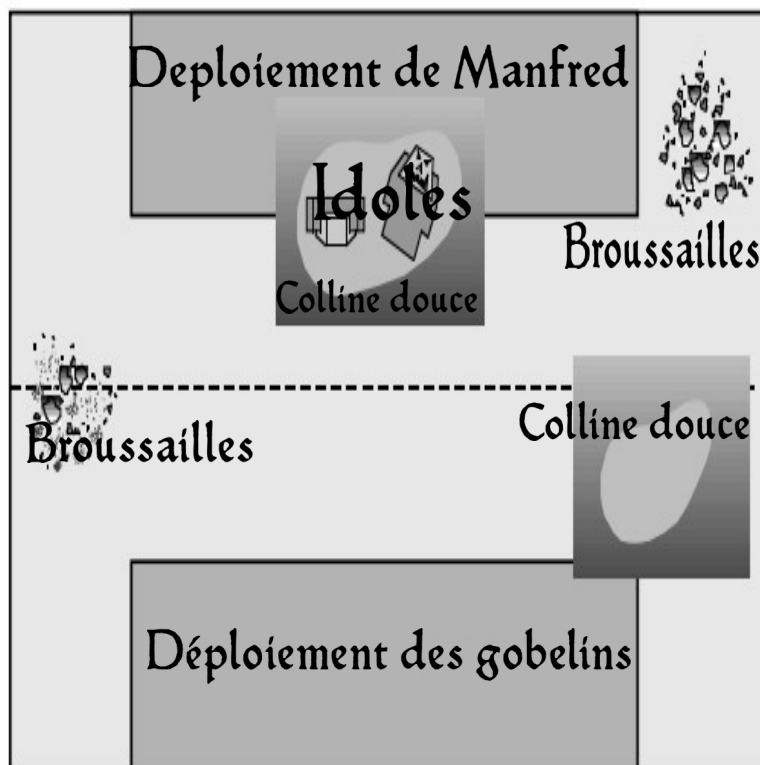 Deploiement de Manfred
Idoles
Broussailles
Colline douce
Colline douce
Broussailles
Déploiement des gobelins